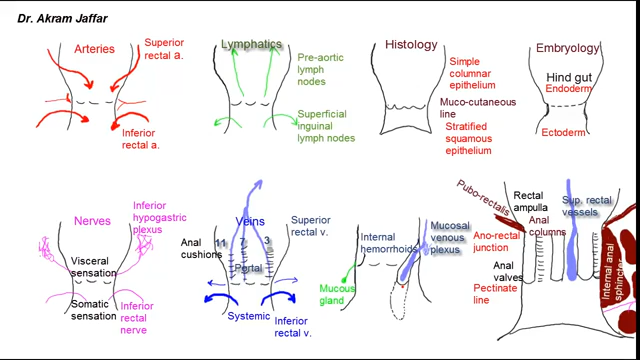 Dr. Akram Jaffar
Arteries
Superior
rectal a.
Inferior
rectal a.
Lymphatics
Pre-aortic
lymph
nodes
Superficial
inguinal
lymph nodes
Histology
Simple
columnar
epithelium
Muco-cutaneous
line
Stratified
squamous
epithelium
Embryology
Hind gut
Endoderm
Ectoderm
Nerves
Inferior
hypogastric
plexus
Visceral
sensation
Somatic
sensation
Inferior
rectal
nerve
Veins
Superior
rectal v.
Anal
cushions
11 7 3
Portal
Systemic
Inferior
rectal v.
Internal
hemorrhoids
Mucosal
venous
plexus
Mucous
gland
Pubo-rectalis
Rectal
ampulla
Sup. rectal
vessels
Anal
columns
Ano-rectal
junction
Anal
valves
Pectinate
line
Internal anal
sphincter